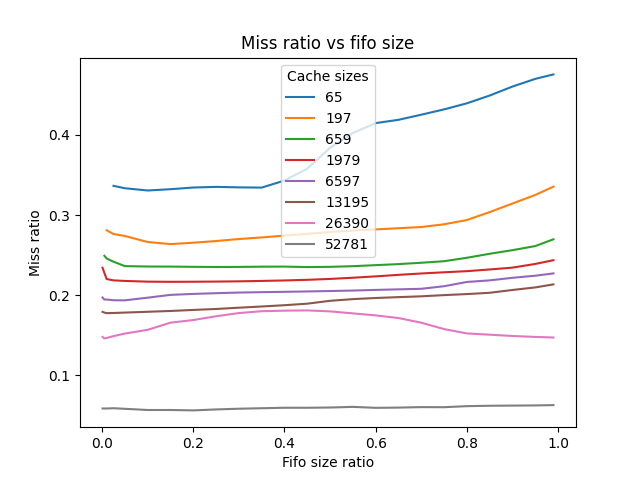 Miss ratio vs fifo size
Cache sizes
65
197
659
1979
6597
13195
26390
52781
Miss ratio
0.4
0.3
0.2
0.1
0.0 0.2 0.4 0.6 0.8 1.0
Fifo size ratio